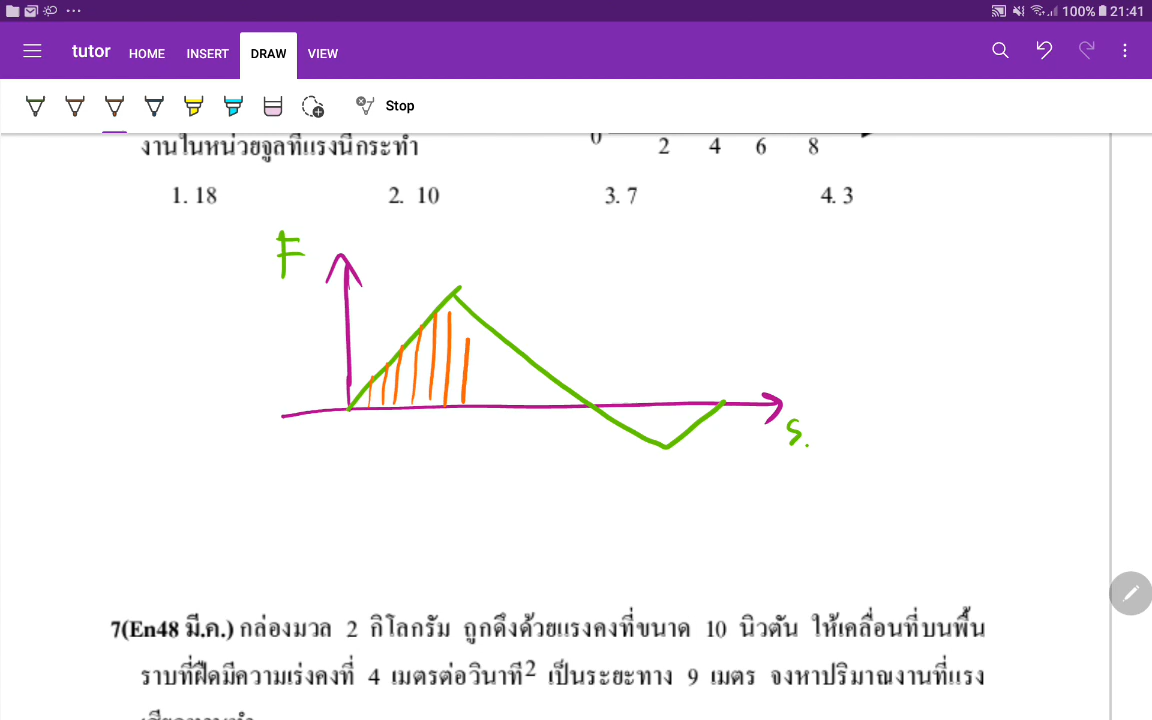 100% 21:41
tutor HOME INSERT DRAW VIEW
Stop
งานในหน่วยจูลที่แรงนี้กระทำ
0 2 4 6 8
1. 18 2. 10 3. 7 4. 3
F
S.
7(En48 มี.ค.) กล่องมวล 2 กิโลกรัม ถูกดึงด้วยแรงคงที่ขนาด 10 นิวตัน ให้เคลื่อนที่บนพื้น
ราบที่ฝืดมีความเร่งคงที่ 4 เมตรต่อวินาที2 เป็นระยะทาง 9 เมตร จงหาปริมาณงานที่แรง